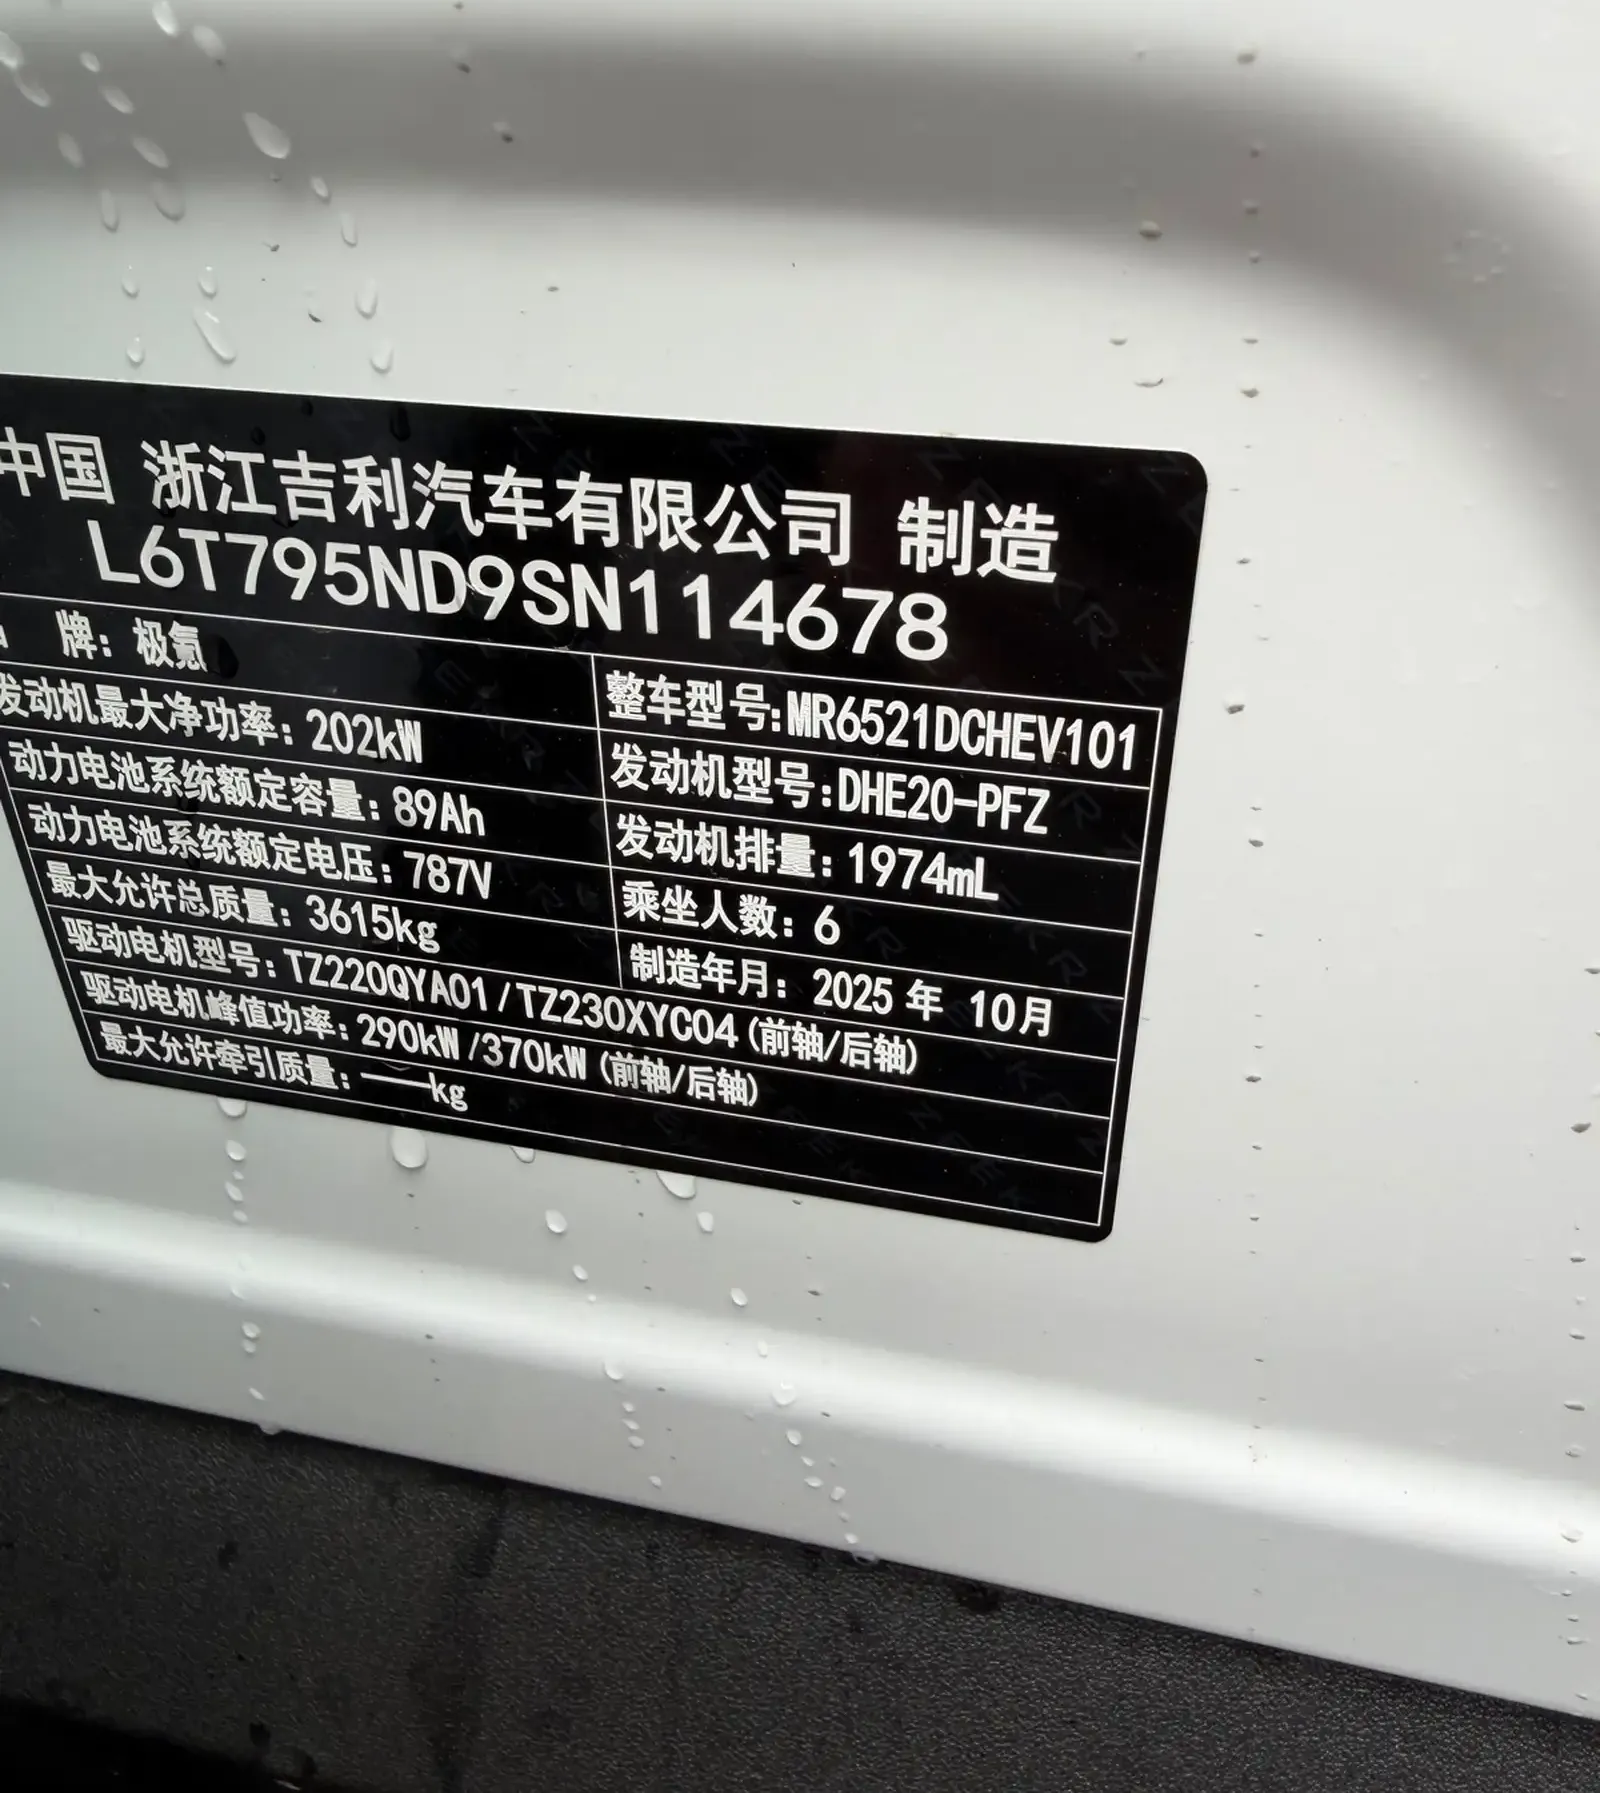 中国 浙江吉利汽车有限公司 制造
L6T795ND9SN114678
牌: 极氪
整车型号:MR6521DCHEV101
发动机最大净功率: 202kW
发动机型号:DHE20-PFZ
动力电池系统额定容量: 89Ah
发动机排量: 1974mL
动力电池系统额定电压: 787V
乘坐人数: 6
最大允许总质量: 3615kg
制造年月: 2025 年 10月
驱动电机型号: TZ220QYA01/TZ230XYC04(前轴/后轴)
驱动电机峰值功率: 290kW/370kW(前轴/后轴)
最大允许牵引质量: ——kg